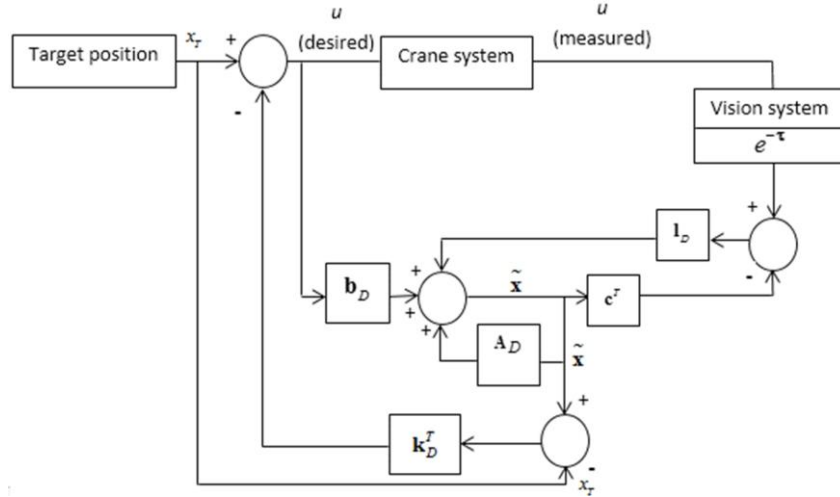 u
u
x_T + (desired) (measured)
Target position
Crane system
-
Vision system
e^{-τ}
+
l_D
-
+
x̃
b_D
c^T
+
+
A_D
x̃
+
k_D^T
-
x_T